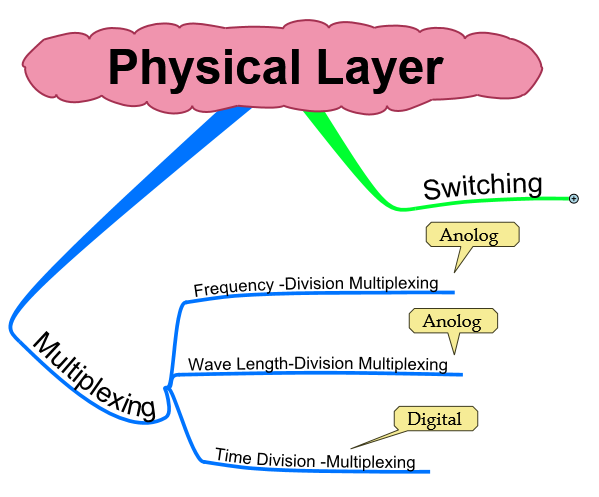 Physical Layer
Switching
Anolog
Frequency -Division Multiplexing
Anolog
Multiplexing
Wave Length-Division Multiplexing
Digital
Time Division -Multiplexing